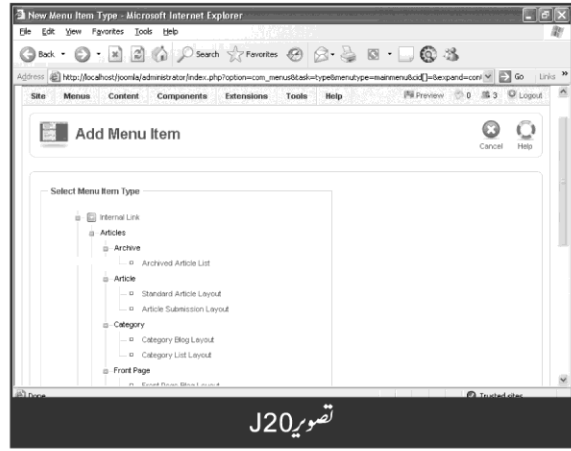 New Menu Item Type - Microsoft Internet Explorer
File Edit View Favorites Tools Help
Back Search Favorites
Address http://localhost/joomla/administrator/index.php?option=com_menus&task=type&menutype=mainmenu&cid[]=&expand=con Go Links »
Site Menus Content Components Extensions Tools Help Preview 0 3 Logout
Add Menu Item
Cancel Help
Select Menu Item Type
Internal Link
Articles
Archive
Archived Article List
Article
Standard Article Layout
Article Submission Layout
Category
Category Blog Layout
Category List Layout
Front Page
Front Page Blog Layout
Done Trusted sites
تصویر J20